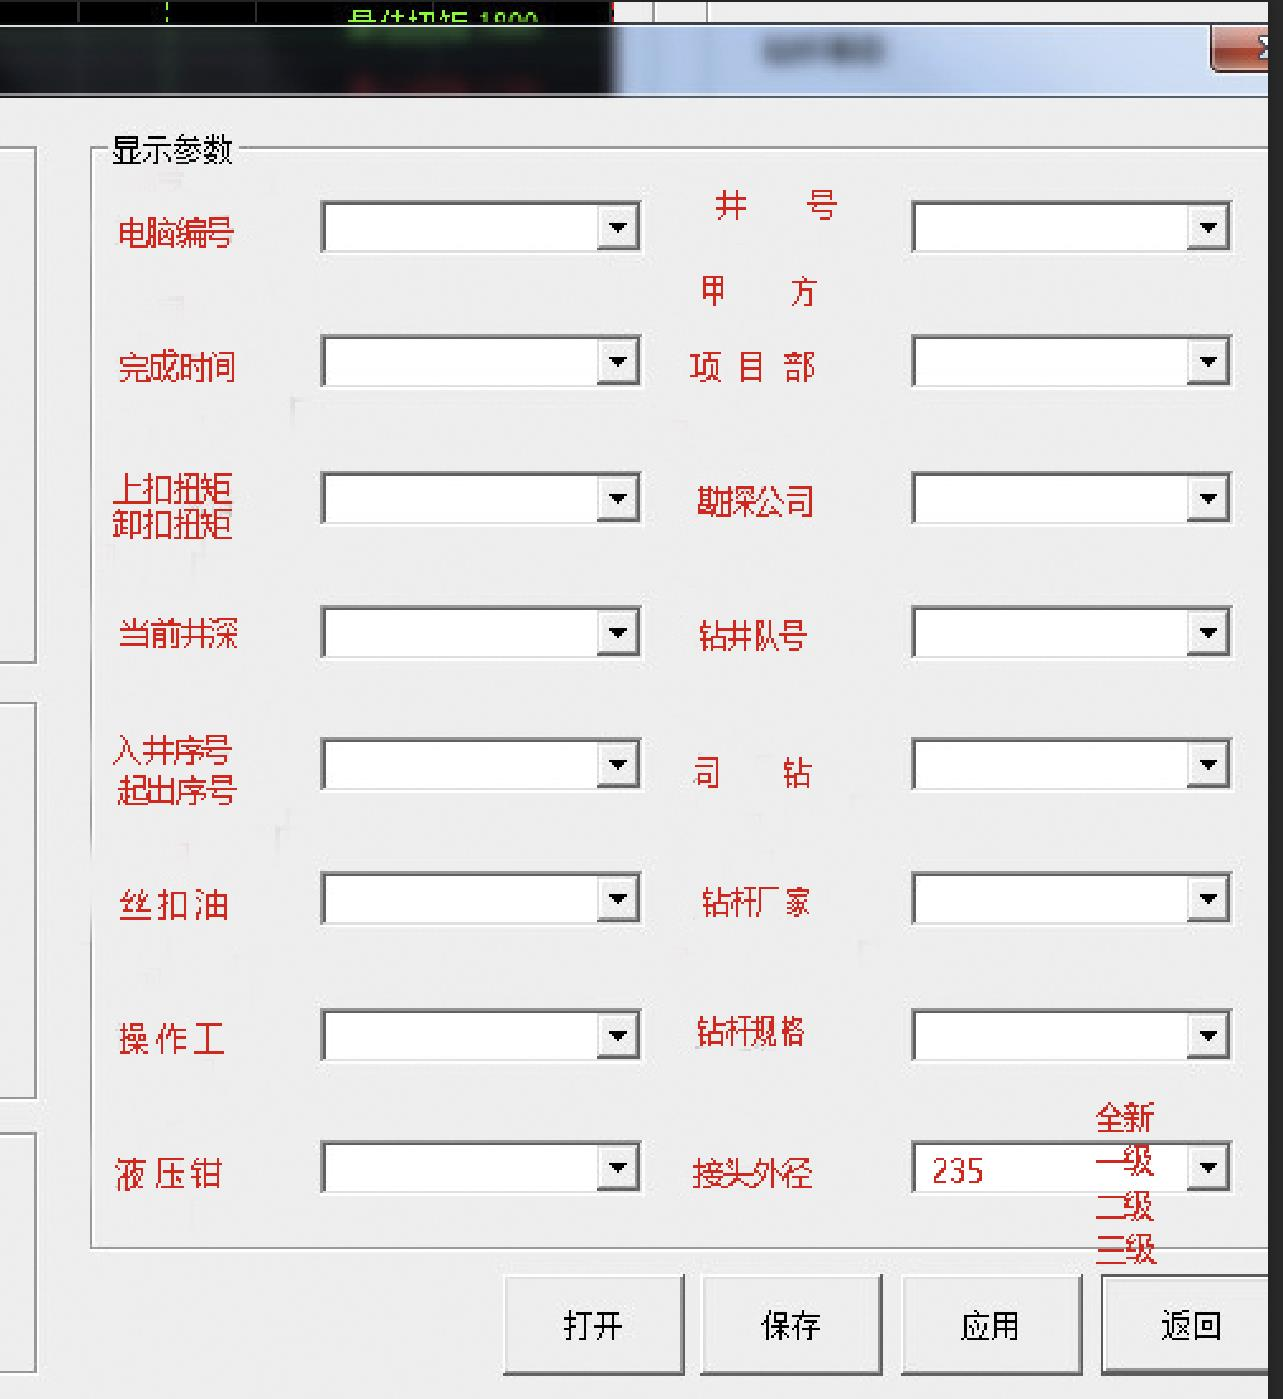 显示参数
电脑编号
井 号
甲 方
完成时间
项 目 部
上扣扭矩
卸扣扭矩
勘探公司
当前井深
钻井队号
入井序号
起出序号
司 钻
丝扣油
钻杆厂家
操作工
钻杆规格
全新
液压钳
接头外径
235
一级
二级
三级
打开
保存
应用
返回